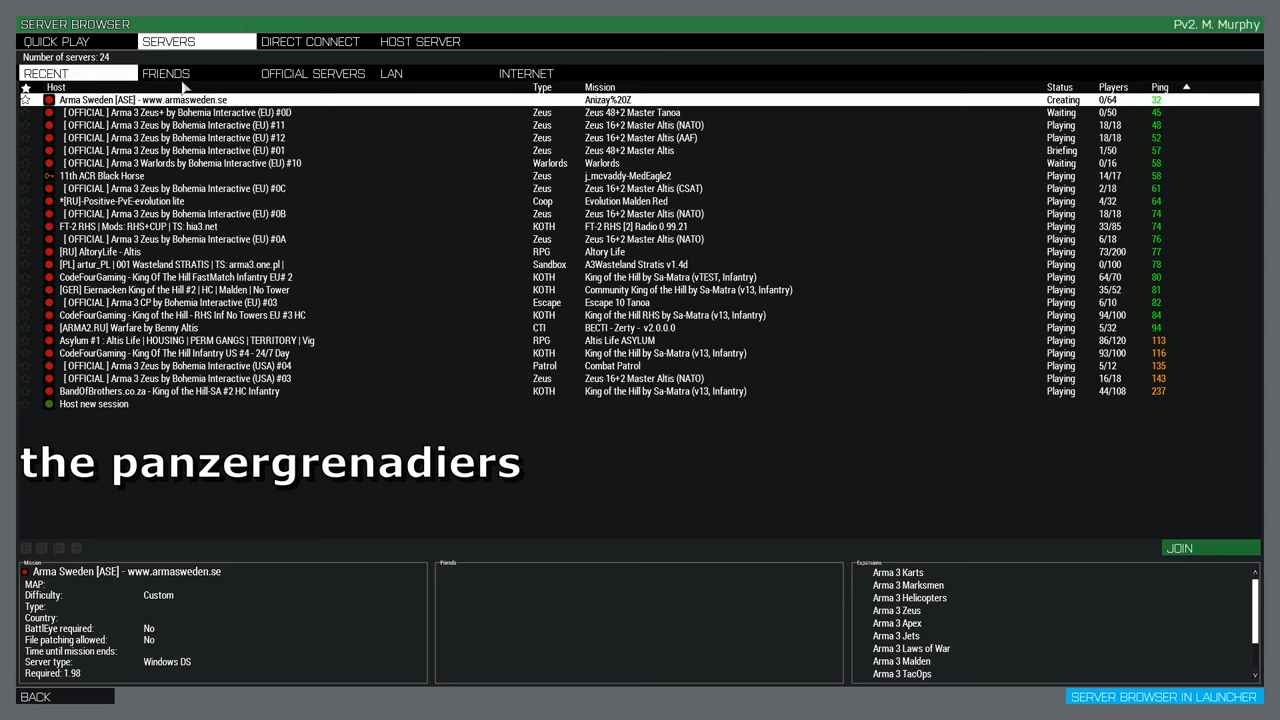 SERVER BROWSER Pv2. M. Murphy
QUICK PLAY SERVERS DIRECT CONNECT HOST SERVER
Number of servers: 24
RECENT FRIENDS OFFICIAL SERVERS LAN INTERNET
Host Type Mission Status Players Ping
Arma Sweden [ASE] - www.armasweden.se Anizay%20Z Creating 0/64 32
[ OFFICIAL ] Arma 3 Zeus+ by Bohemia Interactive (EU) #0D Zeus Zeus 48+2 Master Tanoa Waiting 0/50 45
[ OFFICIAL ] Arma 3 Zeus by Bohemia Interactive (EU) #11 Zeus Zeus 16+2 Master Altis (NATO) Playing 18/18 48
[ OFFICIAL ] Arma 3 Zeus by Bohemia Interactive (EU) #12 Zeus Zeus 16+2 Master Altis (AAF) Playing 18/18 52
[ OFFICIAL ] Arma 3 Zeus by Bohemia Interactive (EU) #01 Zeus Zeus 48+2 Master Altis Briefing 1/50 57
[ OFFICIAL ] Arma 3 Warlords by Bohemia Interactive (EU) #10 Warlords Warlords Waiting 0/16 58
11th ACR Black Horse Zeus j_mcvaddy-MedEagle2 Playing 14/17 58
[ OFFICIAL ] Arma 3 Zeus by Bohemia Interactive (EU) #0C Zeus Zeus 16+2 Master Altis (CSAT) Playing 2/18 61
*[RU]-Positive-PvE-evolution lite Coop Evolution Malden Red Playing 4/32 64
[ OFFICIAL ] Arma 3 Zeus by Bohemia Interactive (EU) #0B Zeus Zeus 16+2 Master Altis (NATO) Playing 18/18 74
FT-2 RHS | Mods: RHS+CUP | TS: hia3.net KOTH FT-2 RHS [2] Radio 0.99.21 Playing 33/85 74
[ OFFICIAL ] Arma 3 Zeus by Bohemia Interactive (EU) #0A Zeus Zeus 16+2 Master Altis (NATO) Playing 6/18 76
[RU] AltoryLife - Altis RPG Altory Life Playing 73/200 77
[PL] artur_PL | 001 Wasteland STRATIS | TS: arma3.one.pl | Sandbox A3Wasteland Stratis v1.4d Playing 0/100 78
CodeFourGaming - King Of The Hill FastMatch Infantry EU# 2 KOTH King of the Hill by Sa-Matra (vTEST, Infantry) Playing 64/70 80
[GER] Eiernacken King of the Hill #2 | HC | Malden | No Tower KOTH Community King of the Hill by Sa-Matra (v13, Infantry) Playing 35/52 81
[ OFFICIAL ] Arma 3 CP by Bohemia Interactive (EU) #03 Escape Escape 10 Tanoa Playing 6/10 82
CodeFourGaming - King of the Hill - RHS Inf No Towers EU #3 HC KOTH King of the Hill RHS by Sa-Matra (v13, Infantry) Playing 94/100 84
[ARMA2.RU] Warfare by Benny Altis CTI BECTI - Zerty - v2.0.0.0 Playing 5/32 94
Asylum #1 : Altis Life | HOUSING | PERM GANGS | TERRITORY | Vig RPG Altis Life ASYLUM Playing 86/120 113
CodeFourGaming - King Of The Hill Infantry US #4 - 24/7 Day KOTH King of the Hill by Sa-Matra (v13, Infantry) Playing 93/100 116
[ OFFICIAL ] Arma 3 Zeus by Bohemia Interactive (USA) #04 Patrol Combat Patrol Playing 5/12 135
[ OFFICIAL ] Arma 3 Zeus by Bohemia Interactive (USA) #03 Zeus Zeus 16+2 Master Altis (NATO) Playing 16/18 143
BandOfBrothers.co.za - King of the Hill-SA #2 HC Infantry KOTH King of the Hill by Sa-Matra (v13, Infantry) Playing 44/108 237
Host new session
the panzergrenadiers
JOIN
Mission Friends Expansions
Arma Sweden [ASE] - www.armasweden.se
MAP:
Difficulty: Custom
Type:
Country:
BattlEye required: No
File patching allowed: No
Time until mission ends:
Server type: Windows DS
Required: 1.98
Arma 3 Karts
Arma 3 Marksmen
Arma 3 Helicopters
Arma 3 Zeus
Arma 3 Apex
Arma 3 Jets
Arma 3 Laws of War
Arma 3 Malden
Arma 3 TacOps
BACK SERVER BROWSER IN LAUNCHER